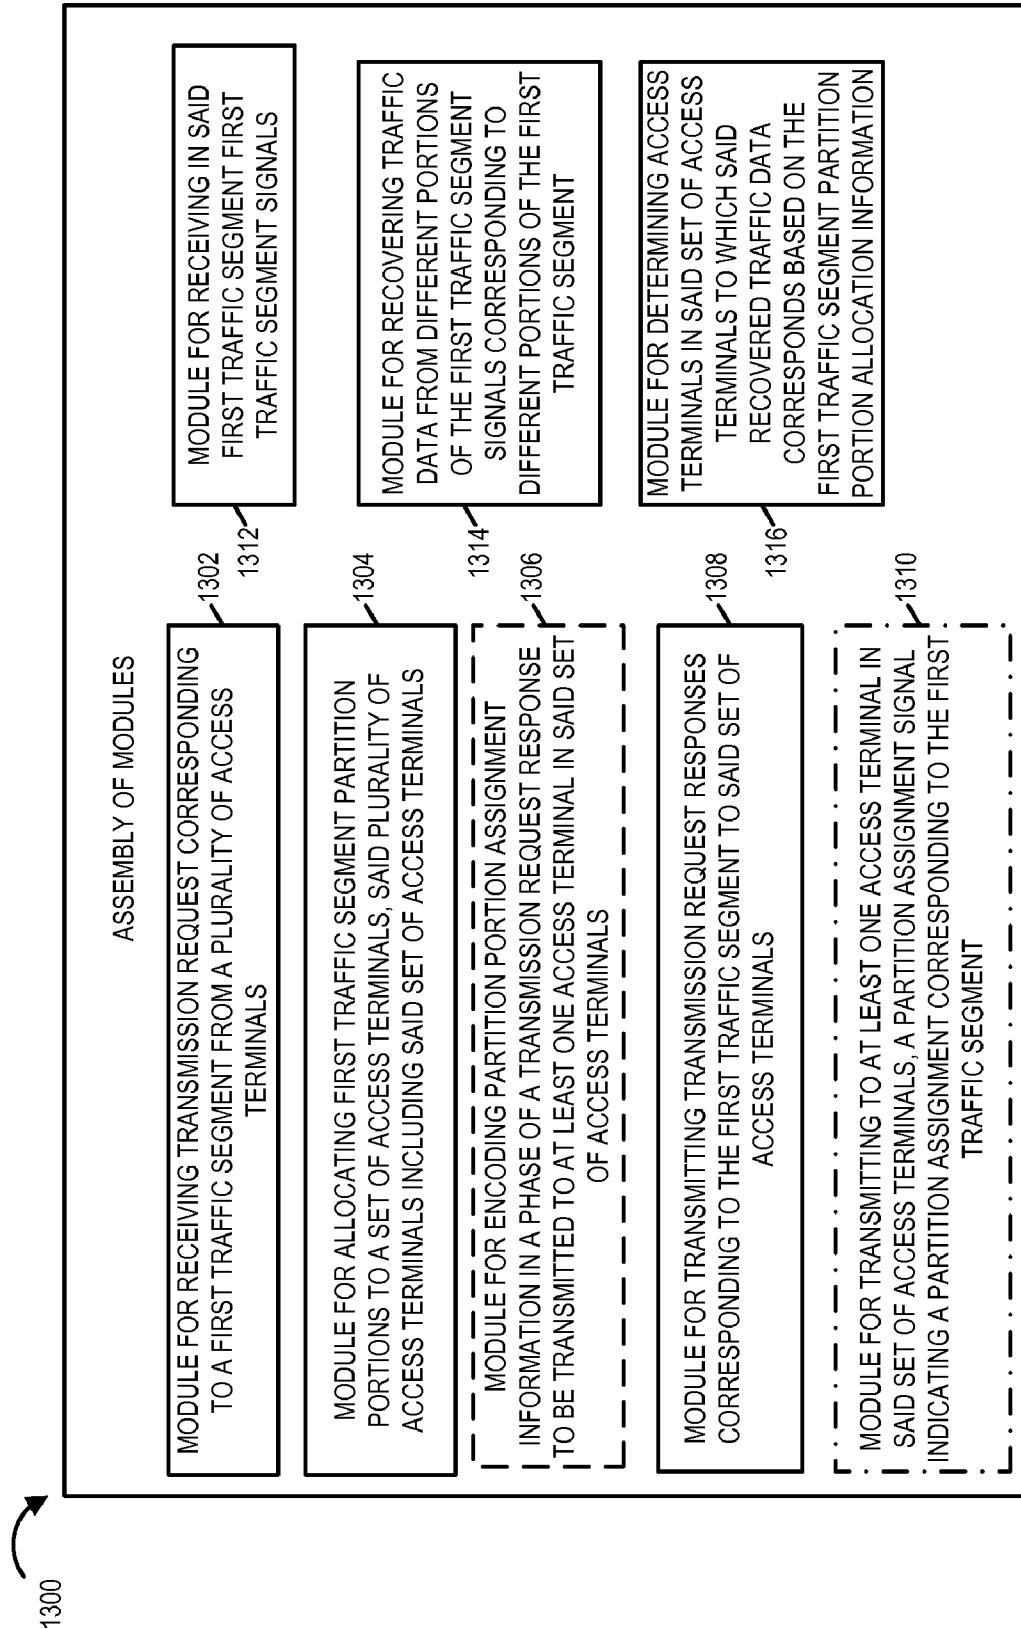 1300
ASSEMBLY OF MODULES
MODULE FOR RECEIVING TRANSMISSION REQUEST CORRESPONDING
TO A FIRST TRAFFIC SEGMENT FROM A PLURALITY OF ACCESS
TERMINALS
1302
MODULE FOR ALLOCATING FIRST TRAFFIC SEGMENT PARTITION
PORTIONS TO A SET OF ACCESS TERMINALS, SAID PLURALITY OF
ACCESS TERMINALS INCLUDING SAID SET OF ACCESS TERMINALS
1304
MODULE FOR ENCODING PARTITION PORTION ASSIGNMENT
INFORMATION IN A PHASE OF A TRANSMISSION REQUEST RESPONSE
TO BE TRANSMITTED TO AT LEAST ONE ACCESS TERMINAL IN SAID SET
OF ACCESS TERMINALS
1306
MODULE FOR TRANSMITTING TRANSMISSION REQUEST RESPONSES
CORRESPONDING TO THE FIRST TRAFFIC SEGMENT TO SAID SET OF
ACCESS TERMINALS
1308
MODULE FOR TRANSMITTING TO AT LEAST ONE ACCESS TERMINAL IN
SAID SET OF ACCESS TERMINALS, A PARTITION ASSIGNMENT SIGNAL
INDICATING A PARTITION ASSIGNMENT CORRESPONDING TO THE FIRST
TRAFFIC SEGMENT
1310
MODULE FOR RECEIVING IN SAID
FIRST TRAFFIC SEGMENT FIRST
TRAFFIC SEGMENT SIGNALS
1312
MODULE FOR RECOVERING TRAFFIC
DATA FROM DIFFERENT PORTIONS
OF THE FIRST TRAFFIC SEGMENT
SIGNALS CORRESPONDING TO
DIFFERENT PORTIONS OF THE FIRST
TRAFFIC SEGMENT
1314
MODULE FOR DETERMINING ACCESS
TERMINALS IN SAID SET OF ACCESS
TERMINALS TO WHICH SAID
RECOVERED TRAFFIC DATA
CORRESPONDS BASED ON THE
FIRST TRAFFIC SEGMENT PARTITION
PORTION ALLOCATION INFORMATION
1316